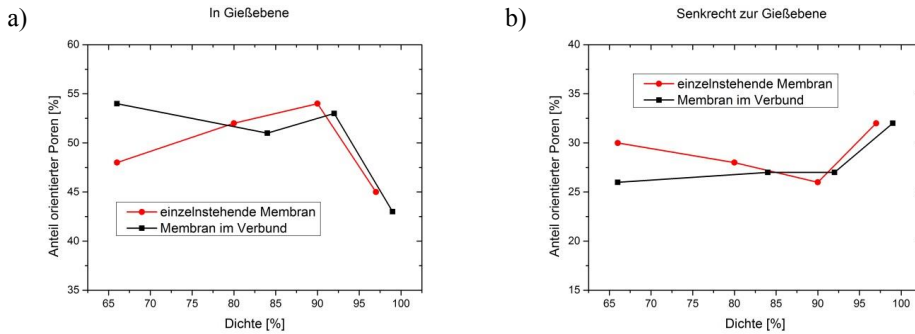 a)
In Gießebene
Anteil orientierter Poren [%]
60
55
50
45
40
35
einzelnstehende Membran
Membran im Verbund
65 70 75 80 85 90 95 100
Dichte [%]
b)
Senkrecht zur Gießebene
Anteil orientierter Poren [%]
40
35
30
25
20
15
einzelnstehende Membran
Membran im Verbund
65 70 75 80 85 90 95 100
Dichte [%]